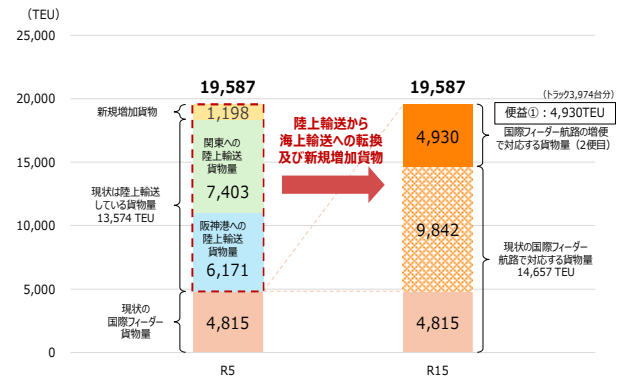 （TEU）
25,000
20,000
15,000
10,000
5,000
0
19,587
新規増加貨物
1,198
関東への
陸上輸送
貨物量
7,403
現状は陸上輸送
している貨物量
13,574 TEU
阪神港への
陸上輸送
貨物量
6,171
現状の
国際フィーダー
貨物量
4,815
R5
陸上輸送から
海上輸送への転換
及び新規増加貨物
19,587
4,930
9,842
4,815
R15
（トラック3,974台分）
便益①：4,930TEU
国際フィーダー航路の増便
で対応する貨物量（2便目）
現状の国際フィーダー
航路で対応する貨物量
14,657 TEU